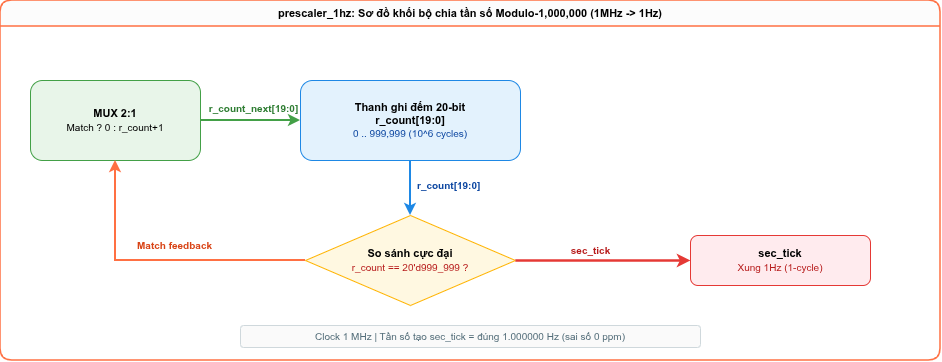 prescaler_1hz: Sơ đồ khối bộ chia tần số Modulo-1,000,000 (1MHz -> 1Hz)
MUX 2:1
Match ? 0 : r_count+1
r_count_next[19:0]
Thanh ghi đếm 20-bit
r_count[19:0]
0 .. 999,999 (10^6 cycles)
r_count[19:0]
Match feedback
So sánh cực đại
r_count == 20'd999_999 ?
sec_tick
sec_tick
Xung 1Hz (1-cycle)
Clock 1 MHz | Tần số tạo sec_tick = đúng 1.000000 Hz (sai số 0 ppm)